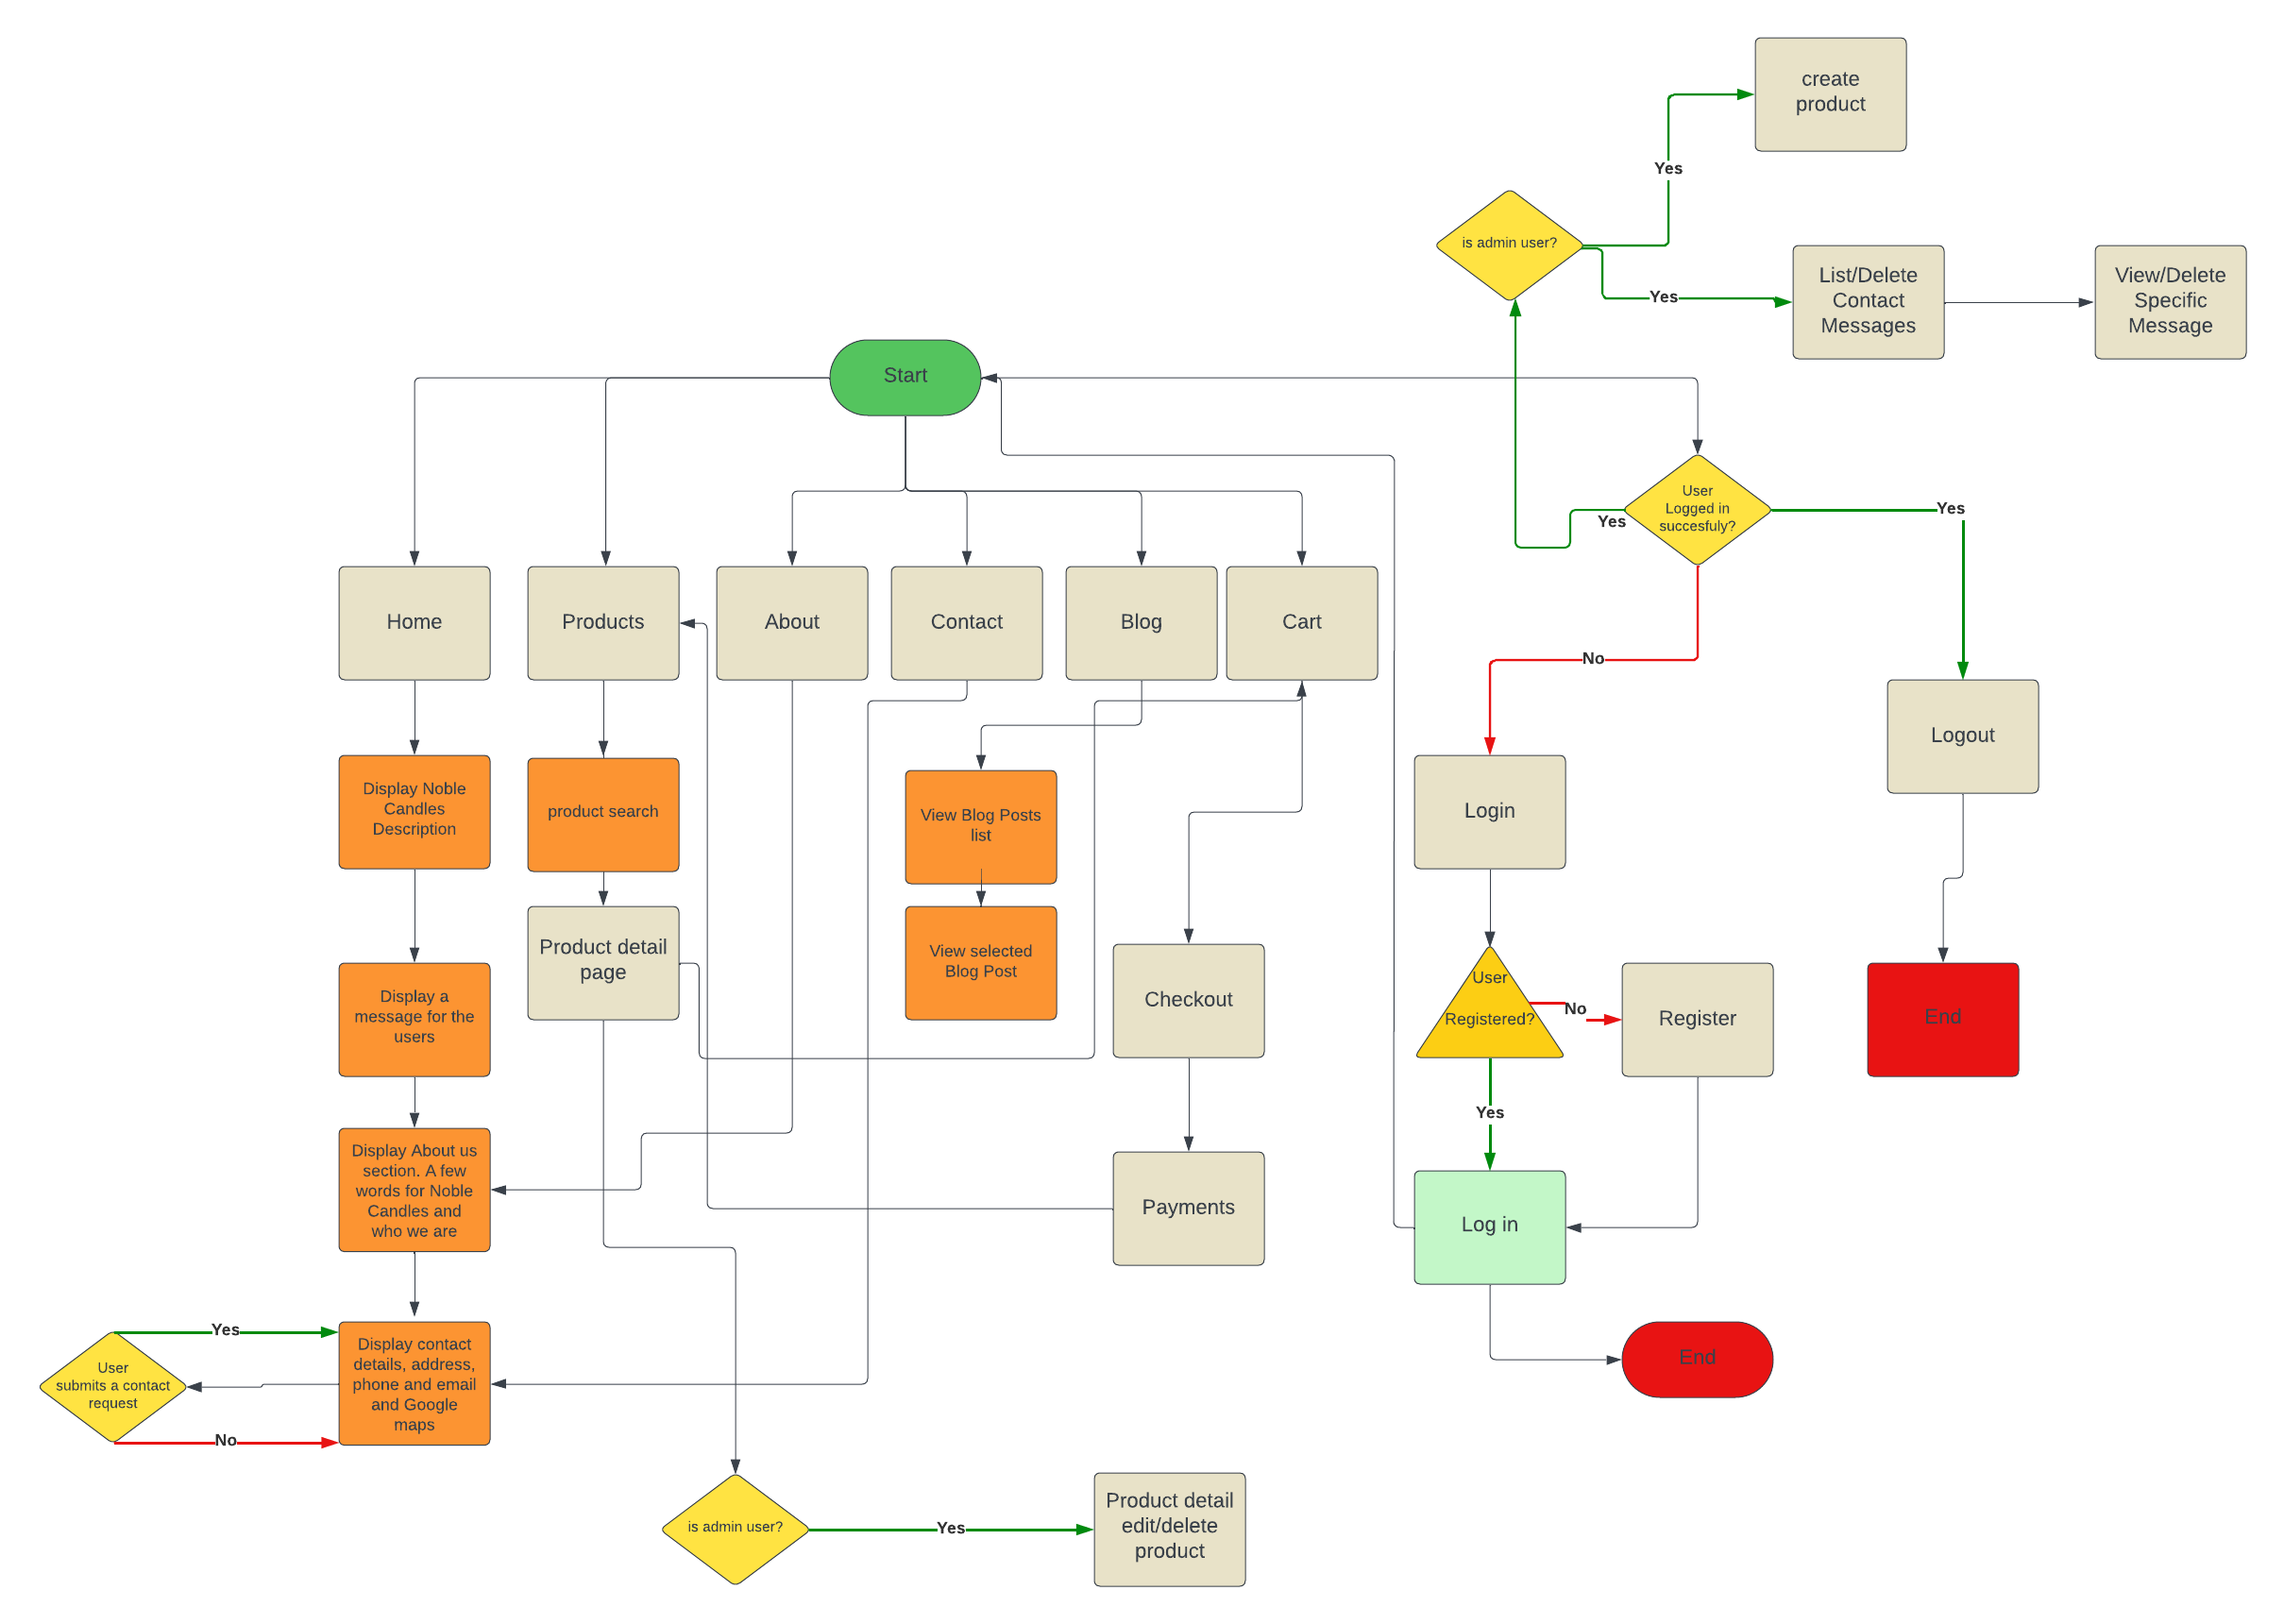 create
product
Yes
is admin user?
List/Delete
Contact
Messages
View/Delete
Specific
Message
Yes
Start
User
Logged in
succesfuly?
Yes
Yes
Home
Products
About
Contact
Blog
Cart
No
Logout
Display Noble
Candles
Description
product search
View Blog Posts
list
Login
Product detail
page
View selected
Blog Post
Checkout
User
Registered?
No
Register
End
Display a
message for the
users
Yes
Display About us
section. A few
words for Noble
Candles and
who we are
Payments
Log in
Yes
User
submits a contact
request
No
Display contact
details, address,
phone and email
and Google
maps
End
is admin user?
Yes
Product detail
edit/delete
product